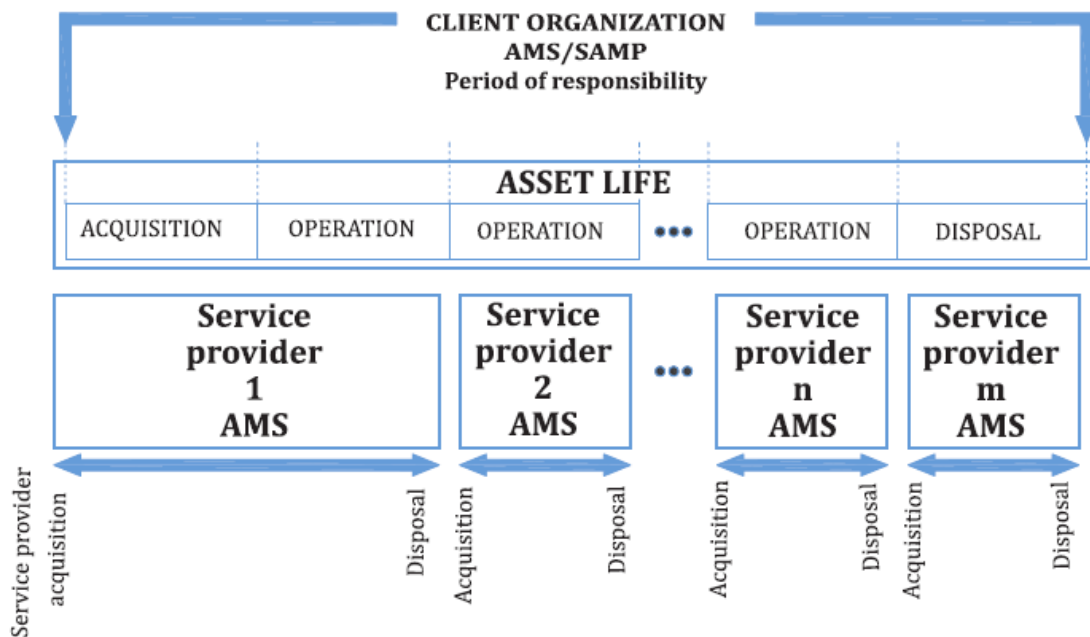 CLIENT ORGANIZATION
AMS/SAMP
Period of responsibility
ASSET LIFE
ACQUISITION
OPERATION
OPERATION
OPERATION
DISPOSAL
Service
provider
1
AMS
Service
provider
2
AMS
Service
provider
n
AMS
Service
provider
m
AMS
Service provider
acquisition
Disposal
Acquisition
Disposal
Acquisition
Disposal
Acquisition
Disposal